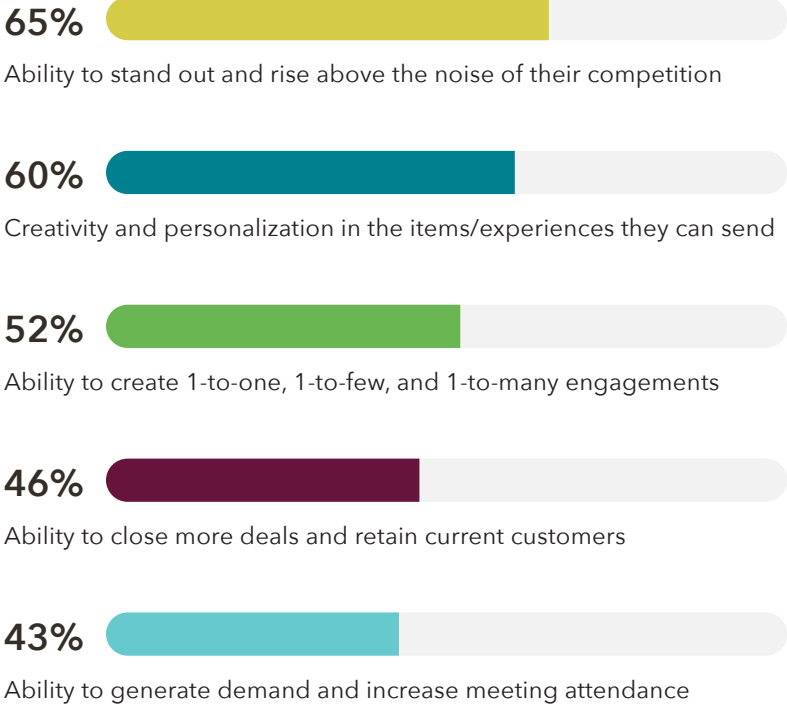 65%
Ability to stand out and rise above the noise of their competition
60%
Creativity and personalization in the items/experiences they can send
52%
Ability to create 1-to-one, 1-to-few, and 1-to-many engagements
46%
Ability to close more deals and retain current customers
43%
Ability to generate demand and increase meeting attendance